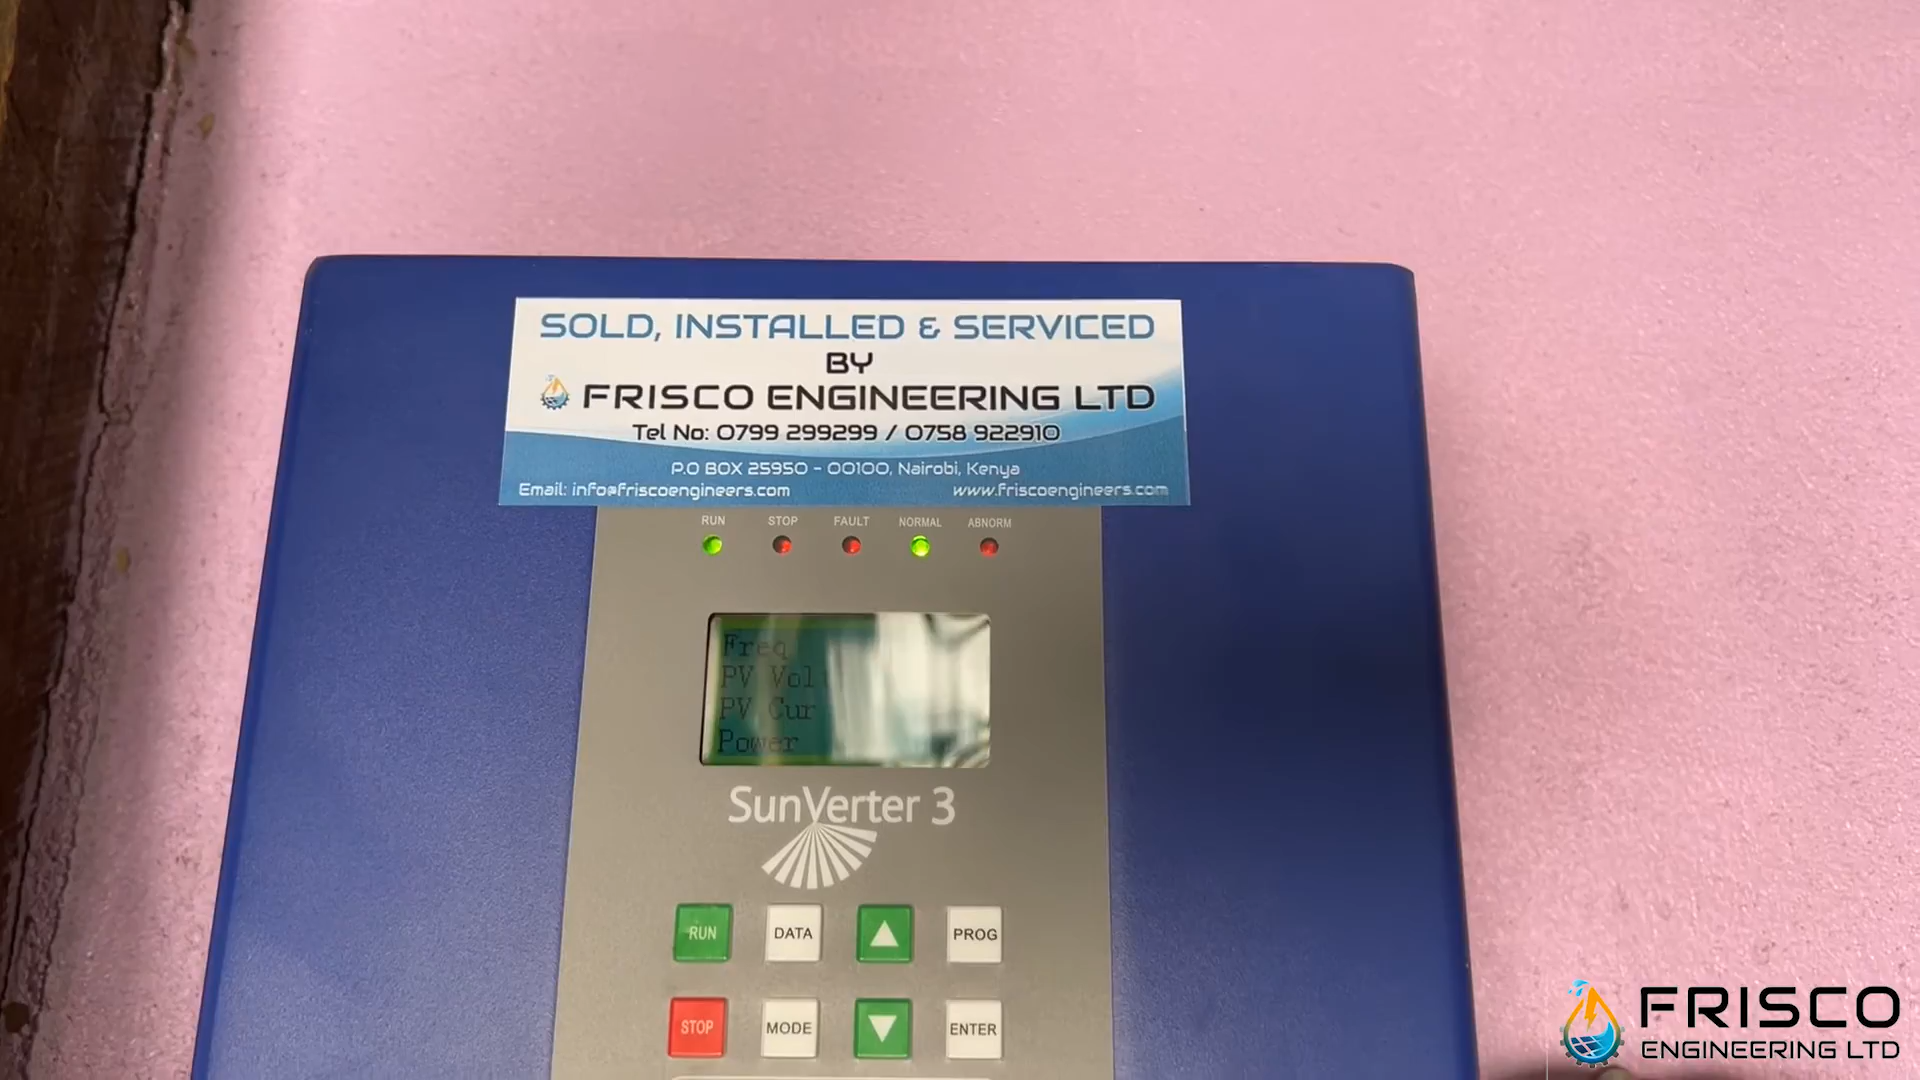 SOLD, INSTALLED & SERVICED
BY
FRISCO ENGINEERING LTD
Tel No: 0799 299299 / 0758 922910
P.O BOX 25950 - 00100, Nairobi, Kenya
Email: info@friscoengineers.com www.friscoengineers.com
RUN STOP FAULT NORMAL ABNORM
Freq
PV Vol
PV Cur
Power
SunVerter 3
RUN DATA PROG
STOP MODE ENTER
FRISCO
ENGINEERING LTD